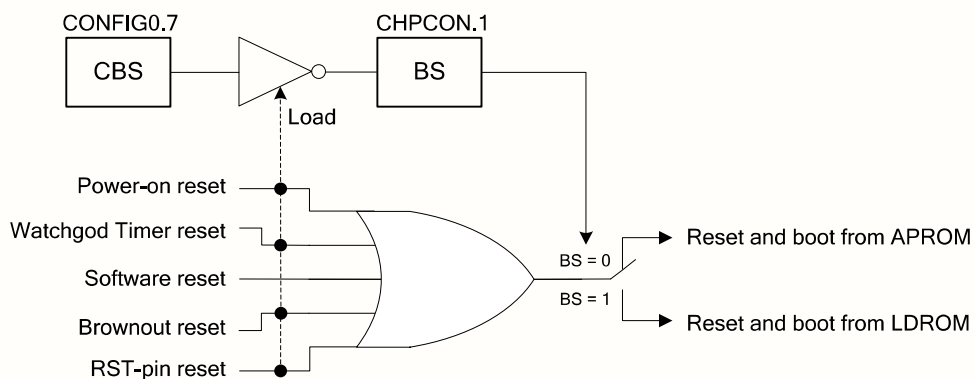 CONFIG0.7
CHPCON.1
CBS
BS
Load
Power-on reset
Watchgod Timer reset
Software reset
Brownout reset
RST-pin reset
BS = 0
BS = 1
Reset and boot from APROM
Reset and boot from LDROM